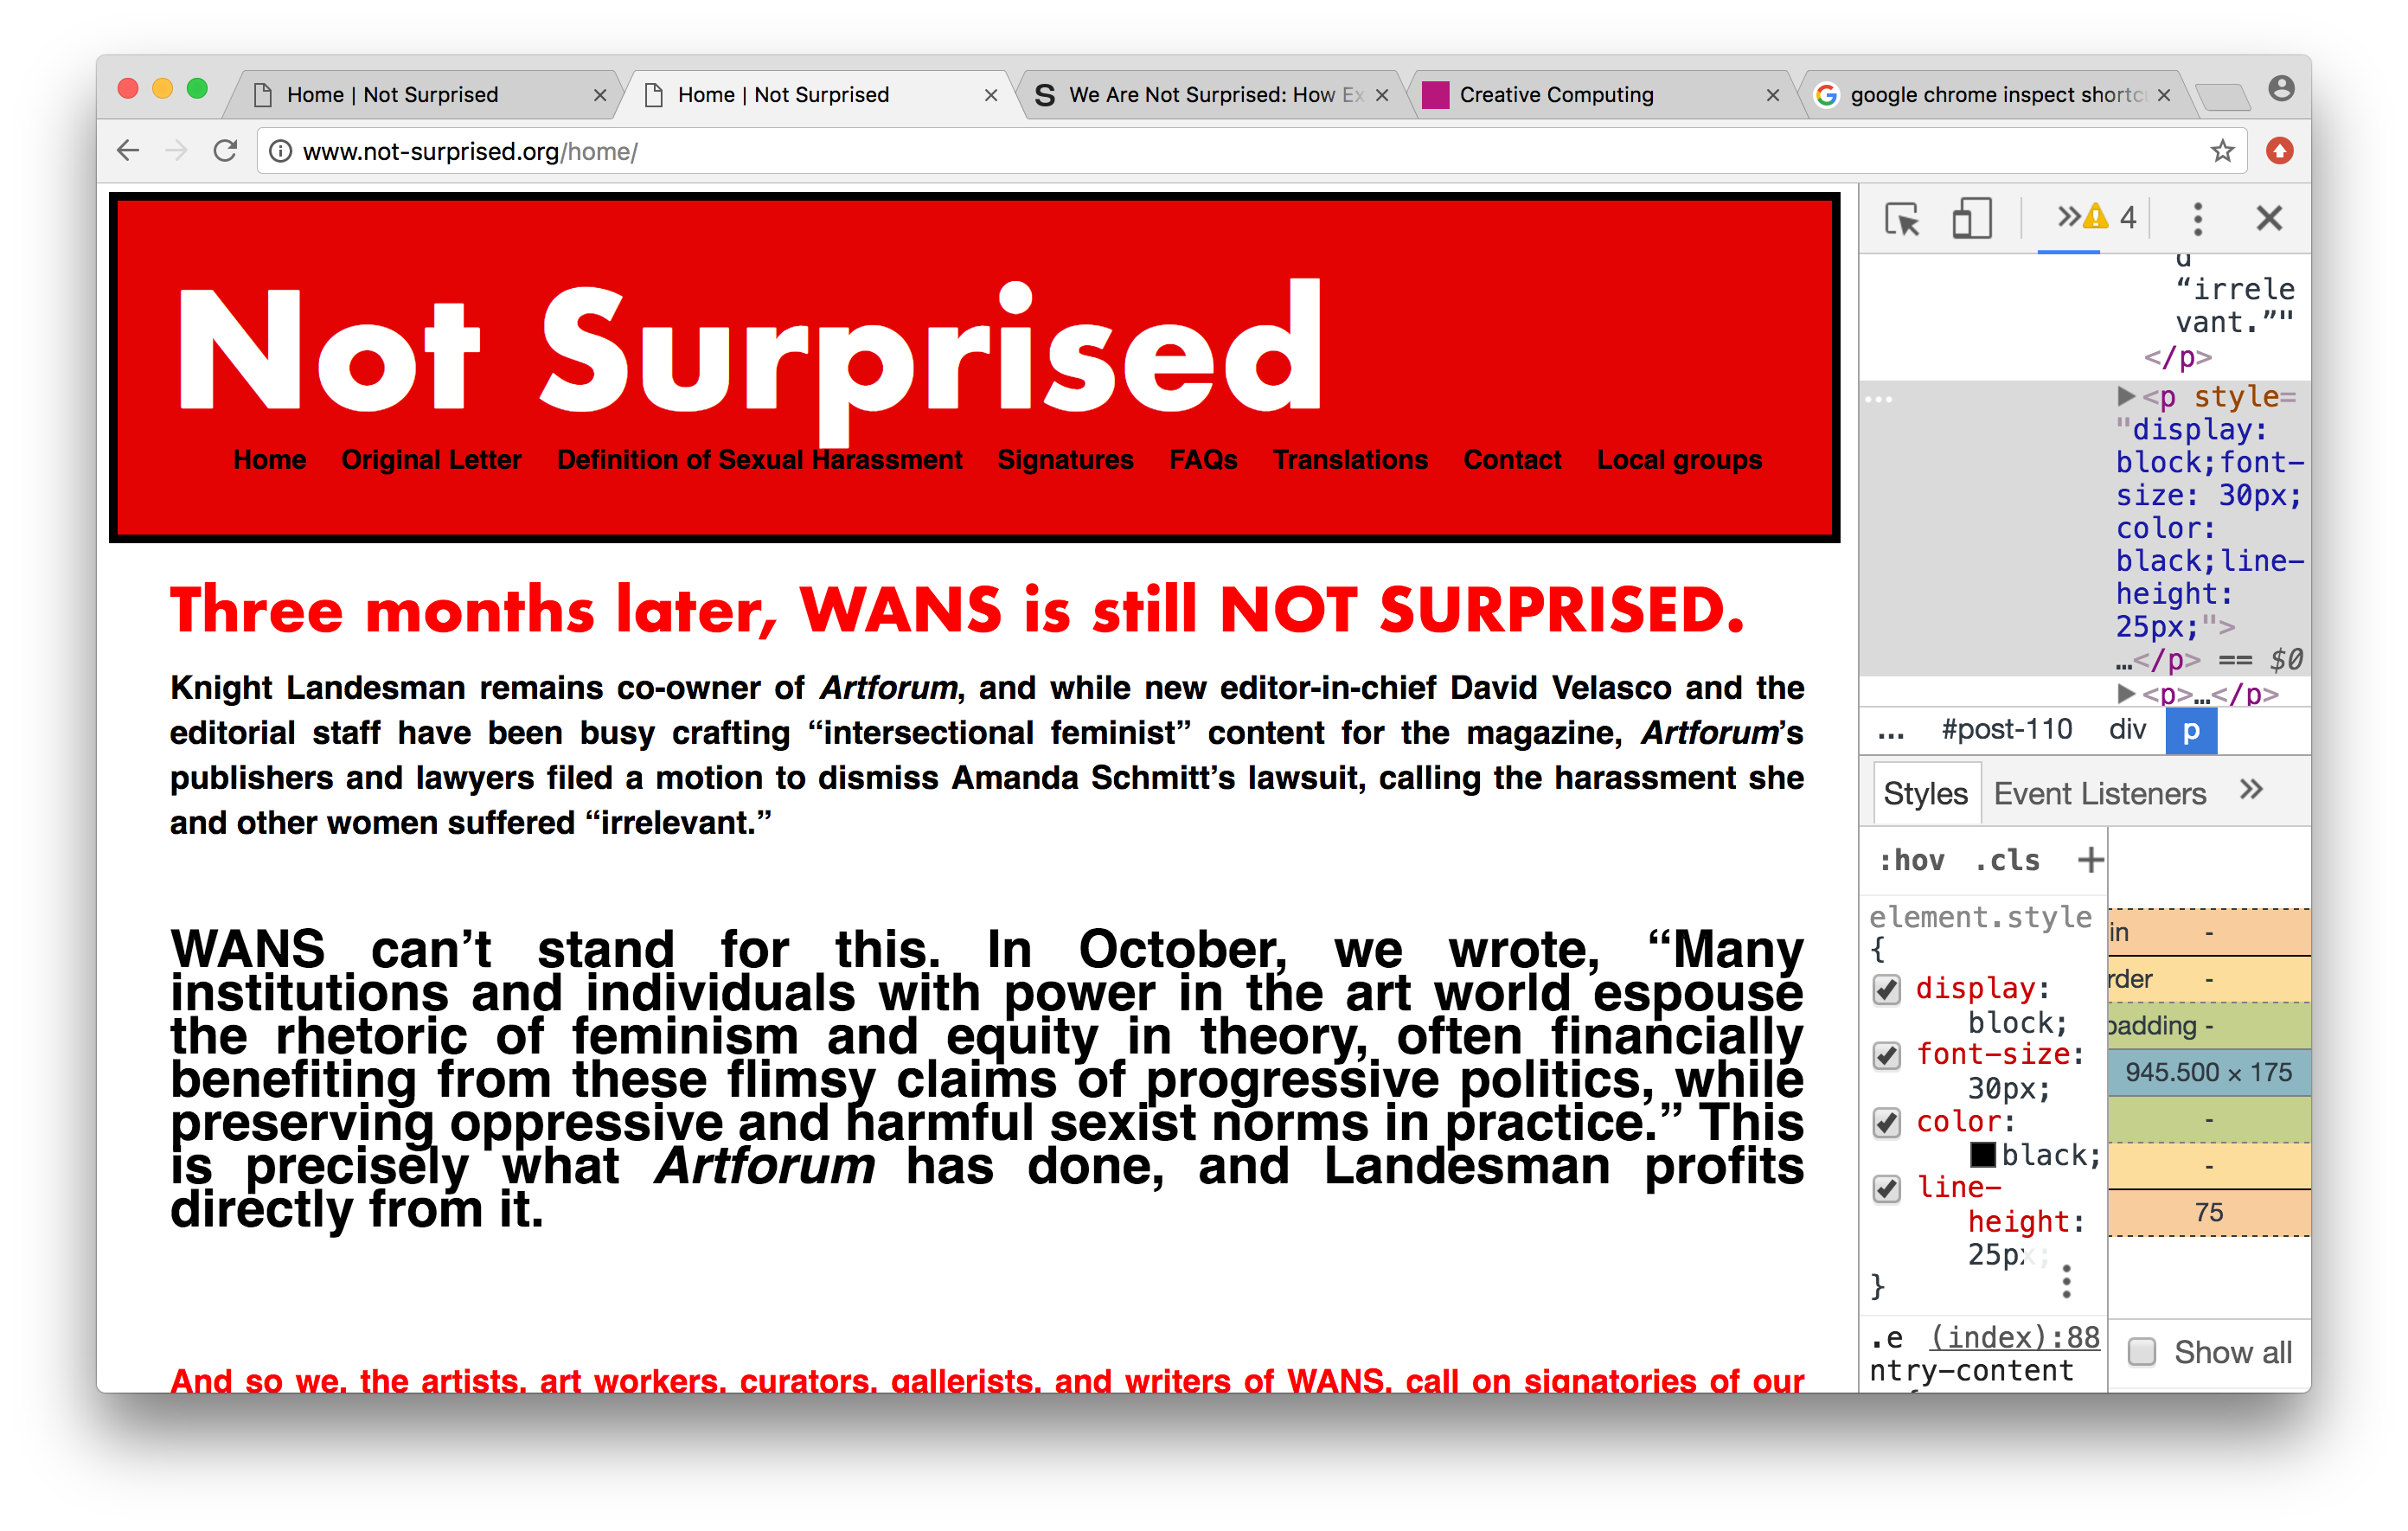 Home | Not Surprised
Home | Not Surprised
We Are Not Surprised: How Ex
Creative Computing
google chrome inspect shortc
www.not-surprised.org/home/
Not Surprised
Home Original Letter Definition of Sexual Harassment Signatures FAQs Translations Contact Local groups
Three months later, WANS is still NOT SURPRISED.
Knight Landesman remains co-owner of Artforum, and while new editor-in-chief David Velasco and the
editorial staff have been busy crafting “intersectional feminist” content for the magazine, Artforum’s
publishers and lawyers filed a motion to dismiss Amanda Schmitt’s lawsuit, calling the harassment she
and other women suffered “irrelevant.”
WANS can’t stand for this. In October, we wrote, “Many
institutions and individuals with power in the art world espouse
the rhetoric of feminism and equity in theory, often financially
benefiting from these flimsy claims of progressive politics, while
preserving oppressive and harmful sexist norms in practice.” This
is precisely what Artforum has done, and Landesman profits
directly from it.
And so we, the artists, art workers, curators, gallerists, and writers of WANS, call on signatories of our
4
d
“irrele
vant.”"
</p>
<p style=
"display:
block;font-
size: 30px;
color:
black;line-
height:
25px;">
…</p> == $0
<p>…</p>
... #post-110 div p
Styles Event Listeners
:hov .cls +
element.style
{
display:
block;
font-size:
30px;
color:
black;
line-
height:
25px;
}
.e (index):88
ntry-content
in -
rder -
padding -
945.500 × 175
-
-
75
Show all